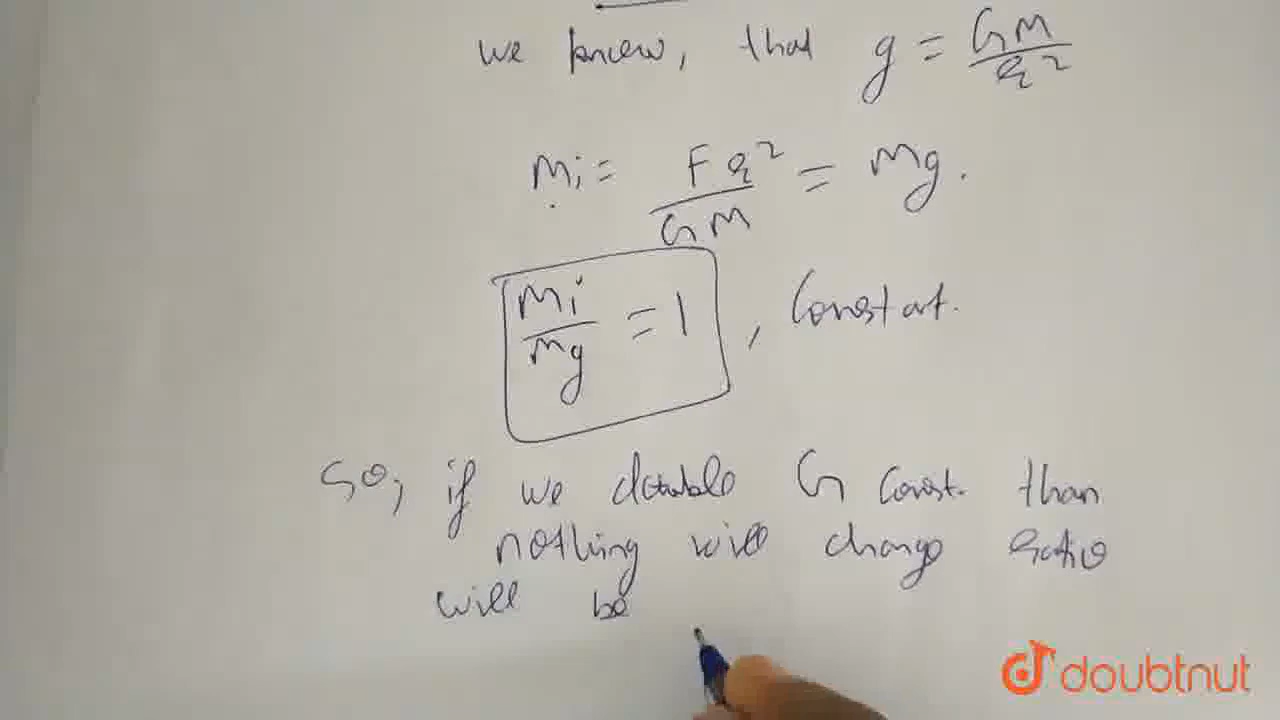 we know, that g = GM/r²
Mi = Fr²/GM = Mg.
Mi/Mg = 1, Constant.
So, if we double G Const. than
nothing will change ratio
will be
doubtnut